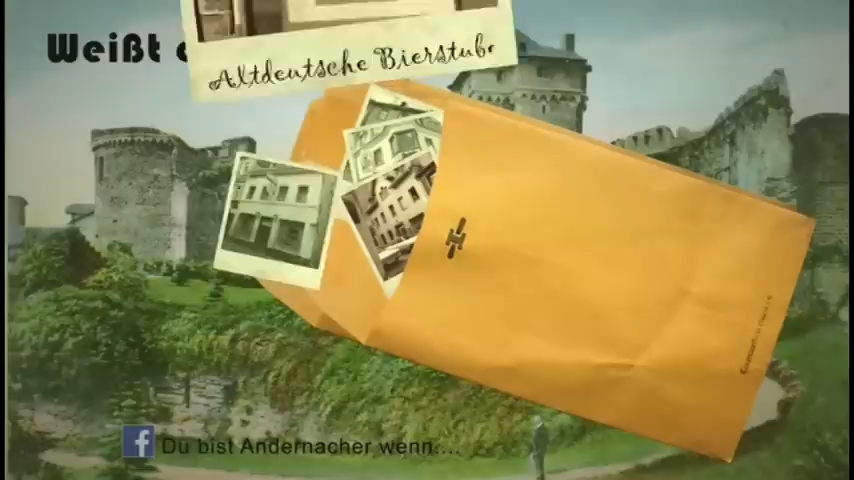 Weißt
Altdeutsche Bierstube
Du bist Andernacher wenn....